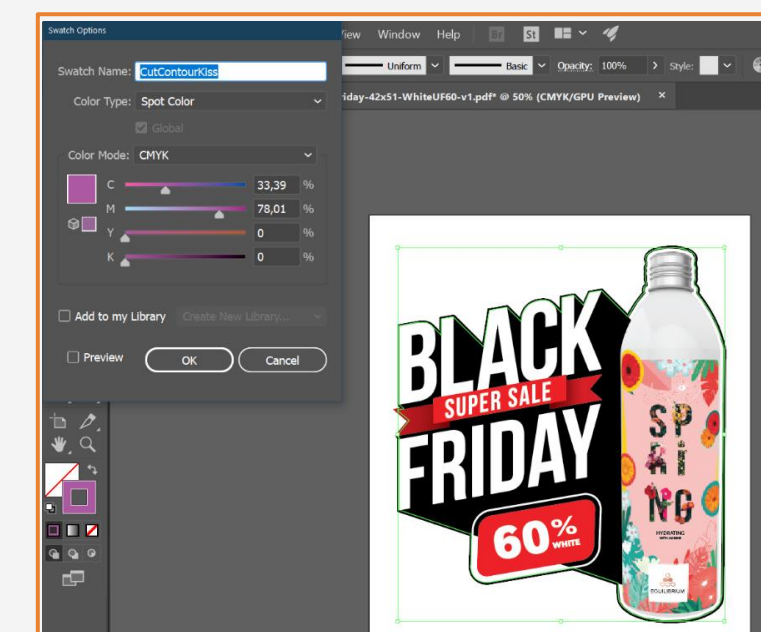 Swatch Options
Swatch Name: CutContourKiss
Color Type: Spot Color
Global
Color Mode: CMYK
C 33,39 %
M 78,01 %
Y 0 %
K 0 %
Add to my Library Create New Library...
Preview OK Cancel
View Window Help Br St
Uniform Basic Opacity: 100% Style:
riday-42x51-WhiteUF60-v1.pdf* @ 50% (CMYK/GPU Preview) ×
BLACK
SUPER SALE
FRIDAY
60%
WHITE
SP
RI
NG
HYDRATING
EQUILIBRIUM